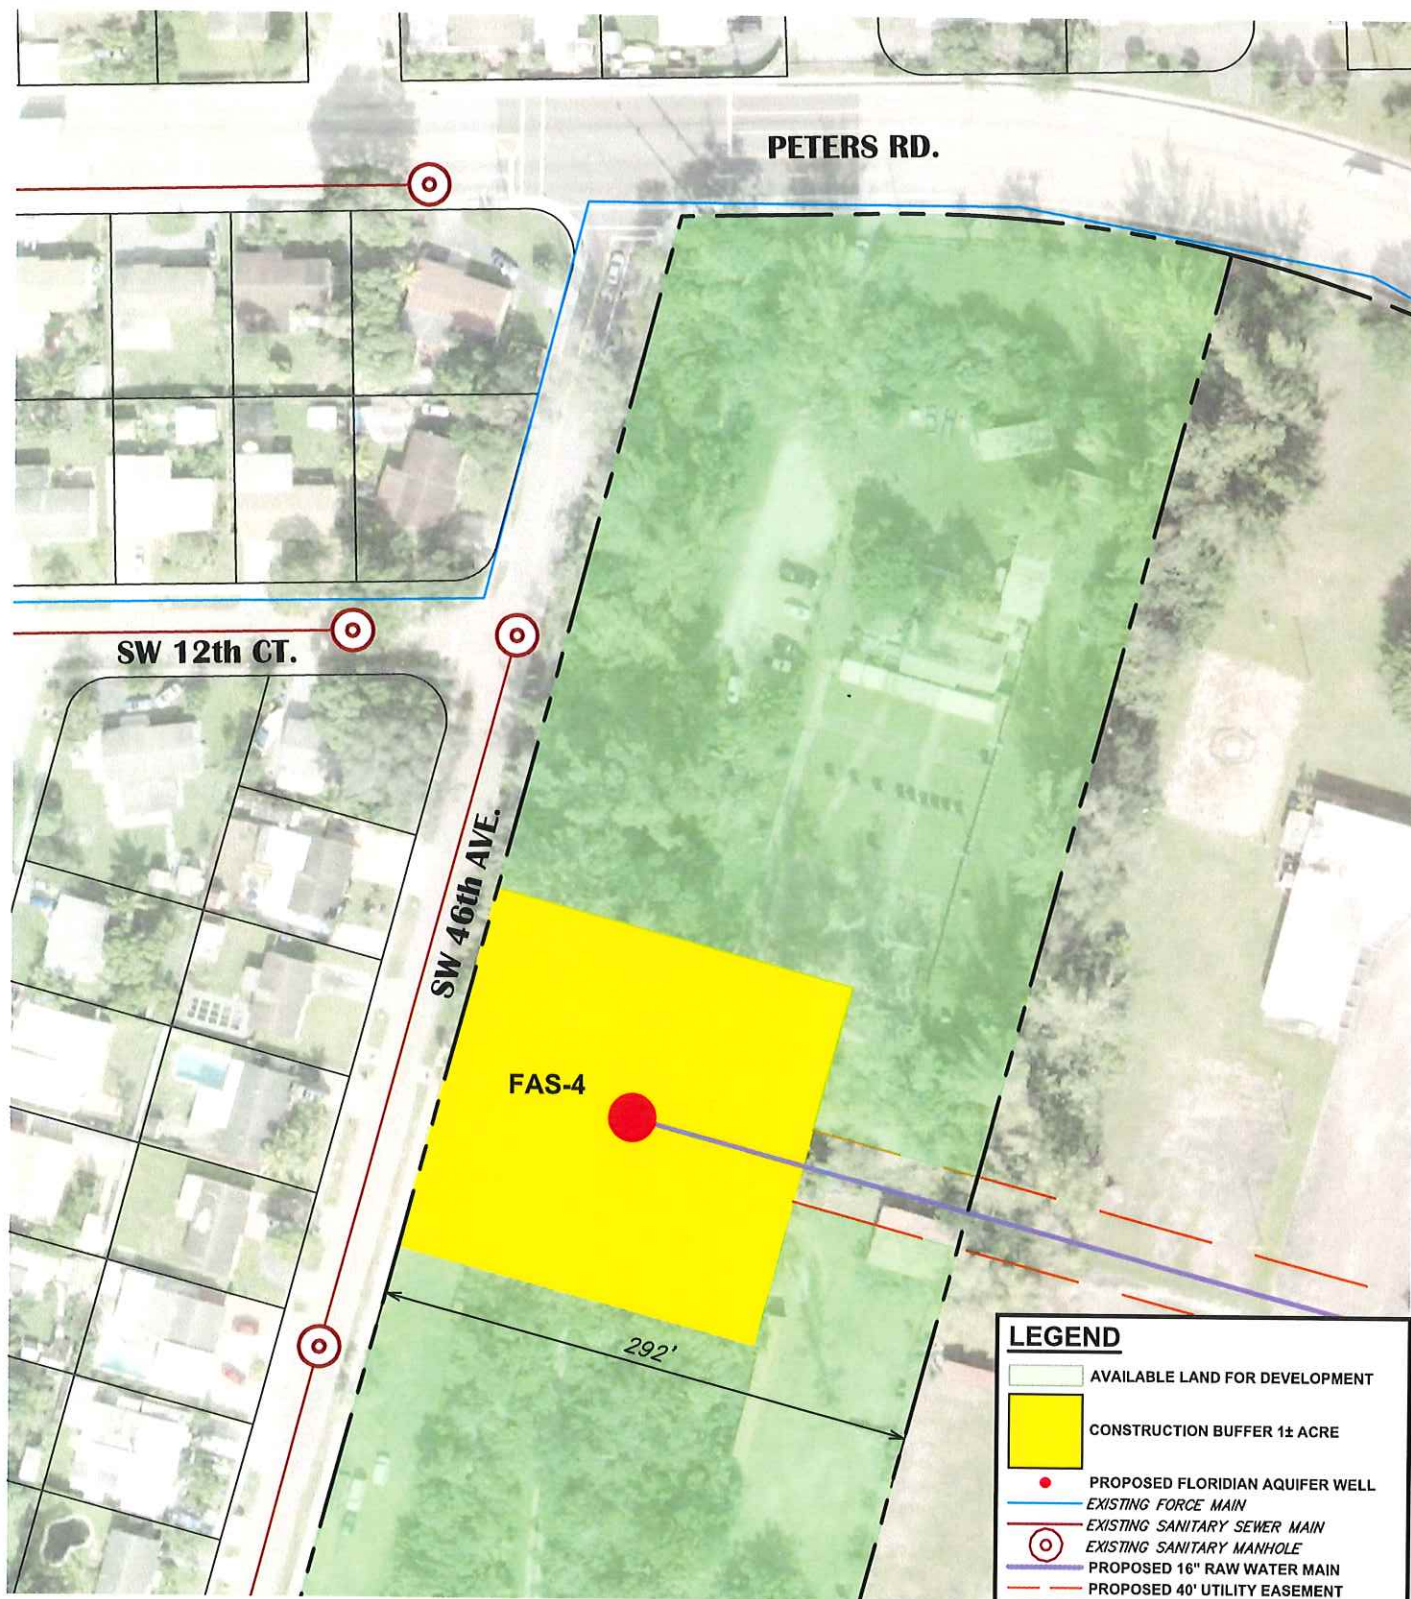 PETERS RD.
SW 12th CT.
SW 46th AVE.
FAS-4
292'
LEGEND
AVAILABLE LAND FOR DEVELOPMENT
CONSTRUCTION BUFFER 1± ACRE
PROPOSED FLORIDIAN AQUIFER WELL
EXISTING FORCE MAIN
EXISTING SANITARY SEWER MAIN
EXISTING SANITARY MANHOLE
PROPOSED 16" RAW WATER MAIN
PROPOSED 40' UTILITY EASEMENT